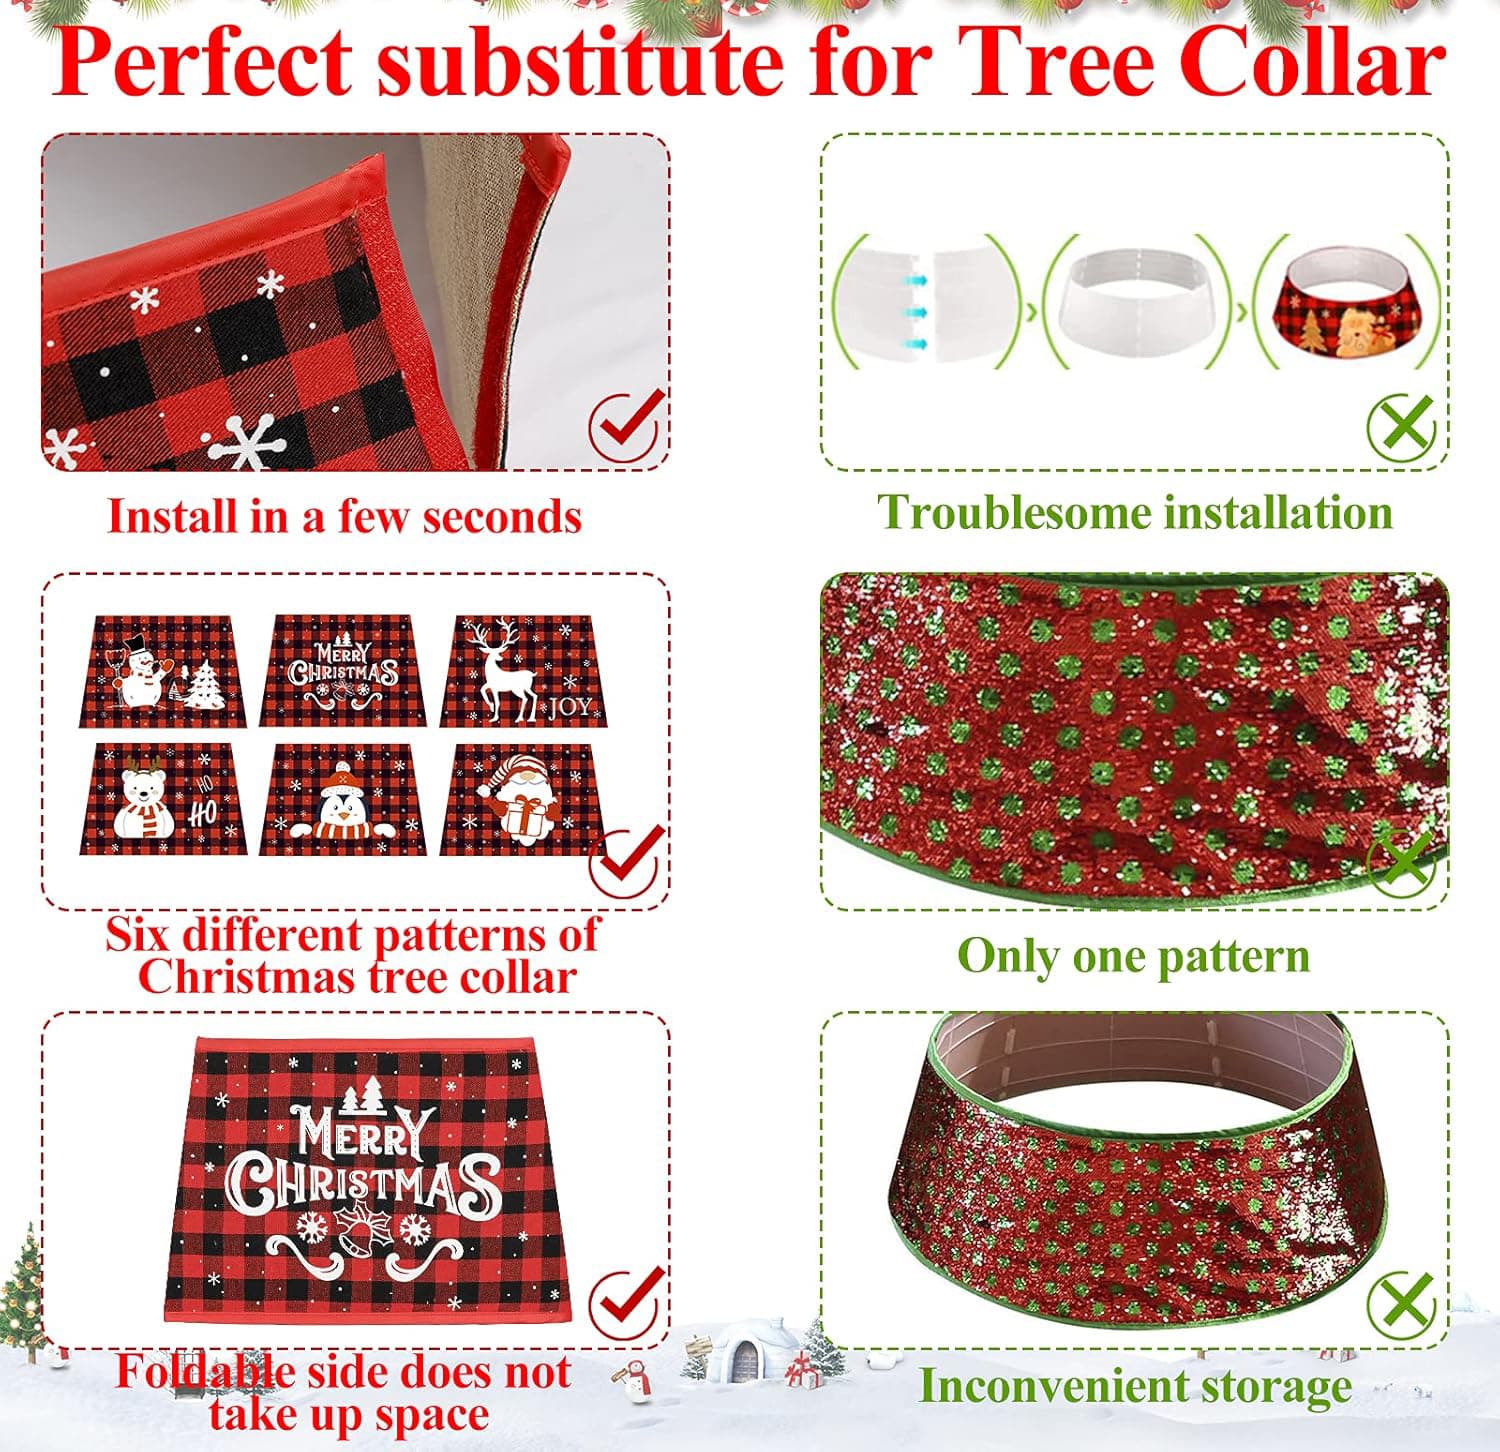 Perfect substitute for Tree Collar
Install in a few seconds
Troublesome installation
MERRY
CHRISTMAS
JOY
HO
HO
Six different patterns of
Christmas tree collar
Only one pattern
MERRY
CHRISTMAS
Foldable side does not
take up space
Inconvenient storage